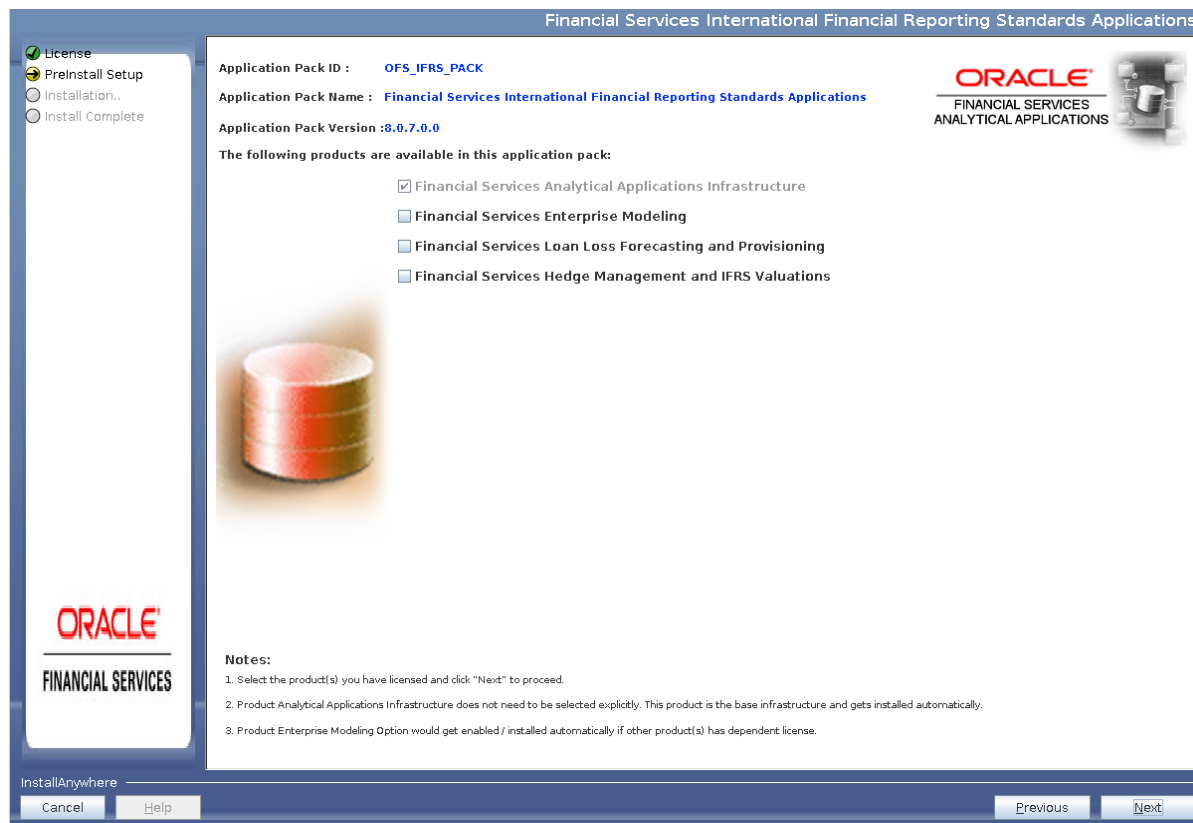 Financial Services International Financial Reporting Standards Applications
License
PreInstall Setup
Installation..
Install Complete
Application Pack ID : OFS_IFRS_PACK
Application Pack Name : Financial Services International Financial Reporting Standards Applications
Application Pack Version :8.0.7.0.0
The following products are available in this application pack:
ORACLE
FINANCIAL SERVICES
ANALYTICAL APPLICATIONS
Financial Services Analytical Applications Infrastructure
Financial Services Enterprise Modeling
Financial Services Loan Loss Forecasting and Provisioning
Financial Services Hedge Management and IFRS Valuations
ORACLE
FINANCIAL SERVICES
Notes:
1. Select the product(s) you have licensed and click "Next" to proceed.
2. Product Analytical Applications Infrastructure does not need to be selected explicitly. This product is the base infrastructure and gets installed automatically.
3. Product Enterprise Modeling Option would get enabled / installed automatically if other product(s) has dependent license.
InstallAnywhere
Cancel
Help
Previous
Next